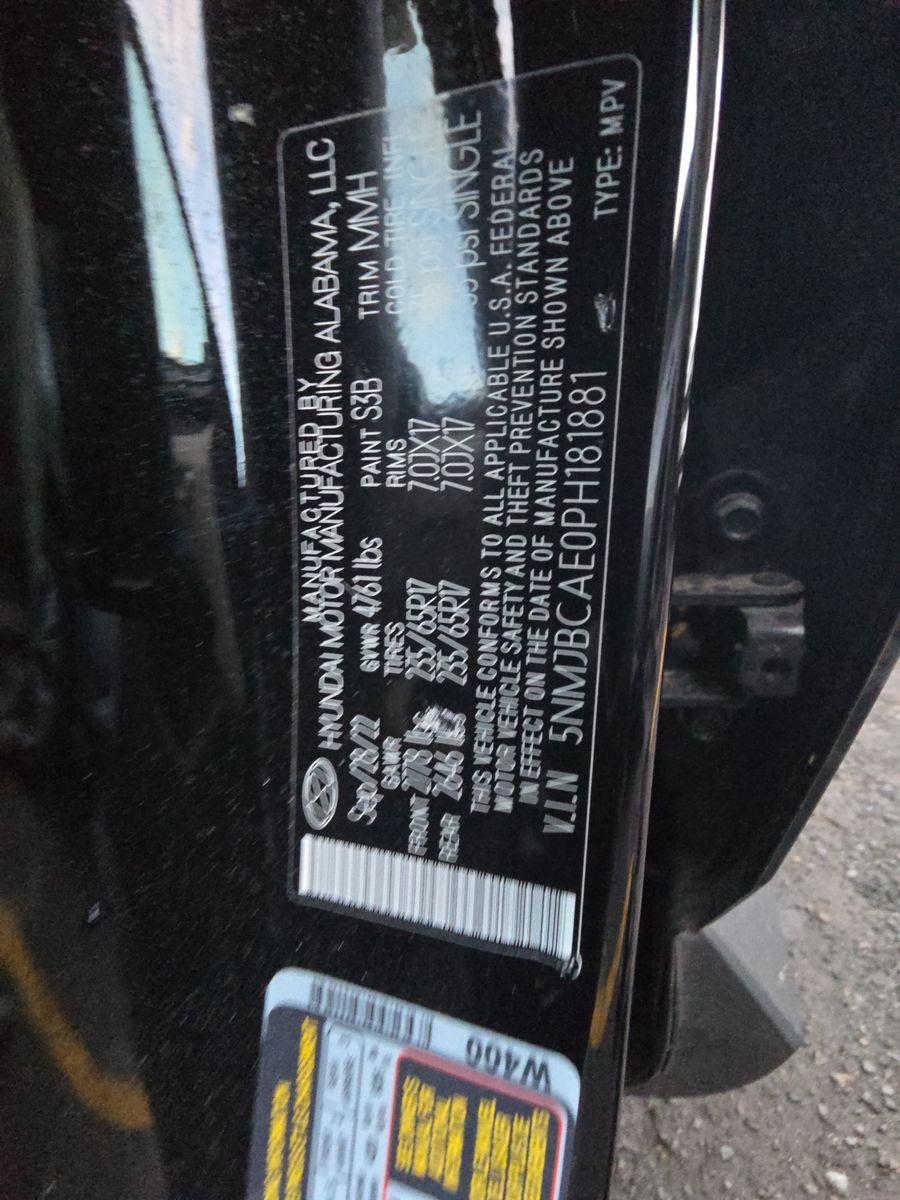 MANUFACTURED BY
HYUNDAI MOTOR MANUFACTURING ALABAMA, LLC
Sep/28/22 GVWR 4761 lbs PAINT S3B TRIM MMH
GAWR TIRES RIMS COLD TIRE INFL
FRONT 2778 lbs 235/65R17 7.0JX17 psi SINGLE
REAR 2646 lbs 235/65R17 7.0JX17 psi SINGLE
THIS VEHICLE CONFORMS TO ALL APPLICABLE U.S.A. FEDERAL
MOTOR VEHICLE SAFETY AND THEFT PREVENTION STANDARDS
IN EFFECT ON THE DATE OF MANUFACTURE SHOWN ABOVE
V.I.N 5NMJBCAE0PH181881 TYPE: MPV
W400